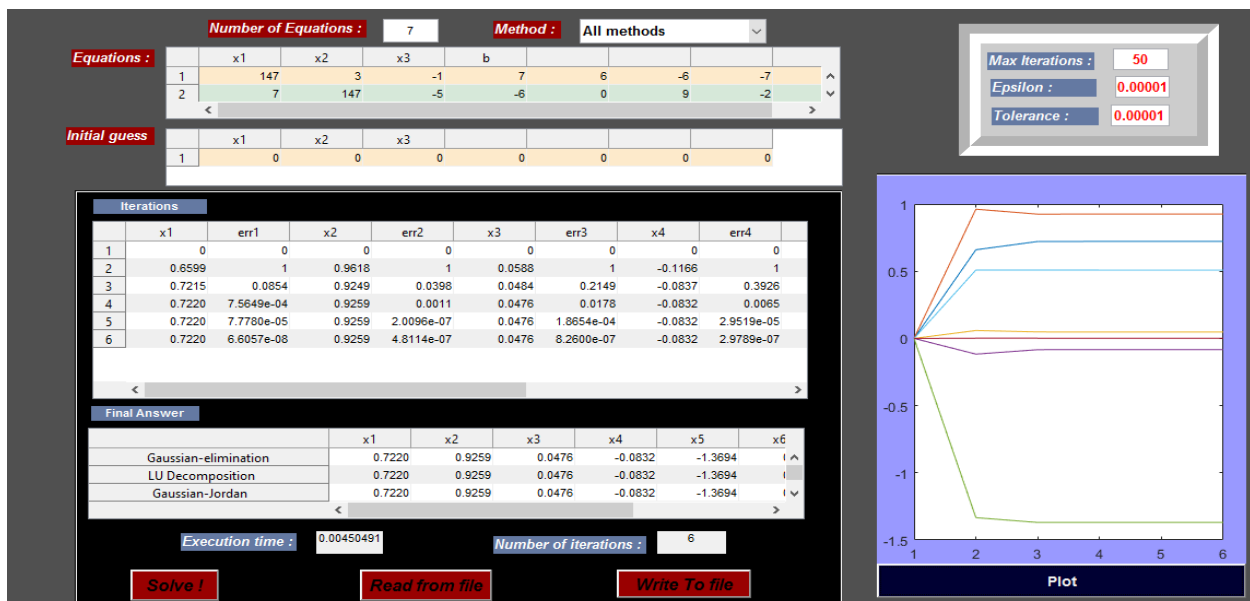 Number of Equations : 7 Method : All methods
Equations :
x1 x2 x3 b
1 147 3 -1 7 6 -6 -7
2 7 147 -5 -6 0 9 -2
Initial guess
x1 x2 x3
1 0 0 0 0 0 0 0
Max Iterations : 50
Epsilon : 0.00001
Tolerance : 0.00001
Iterations
x1 err1 x2 err2 x3 err3 x4 err4
1 0 0 0 0 0 0 0 0
2 0.6599 1 0.9618 1 0.0588 1 -0.1166 1
3 0.7215 0.0854 0.9249 0.0398 0.0484 0.2149 -0.0837 0.3926
4 0.7220 7.5649e-04 0.9259 0.0011 0.0476 0.0178 -0.0832 0.0065
5 0.7220 7.7780e-05 0.9259 2.0096e-07 0.0476 1.8654e-04 -0.0832 2.9519e-05
6 0.7220 6.6057e-08 0.9259 4.8114e-07 0.0476 8.2600e-07 -0.0832 2.9789e-07
Final Answer
x1 x2 x3 x4 x5 x6
Gaussian-elimination 0.7220 0.9259 0.0476 -0.0832 -1.3694
LU Decomposition 0.7220 0.9259 0.0476 -0.0832 -1.3694
Gaussian-Jordan 0.7220 0.9259 0.0476 -0.0832 -1.3694
Execution time : 0.00450491 Number of iterations : 6
Solve ! Read from file Write To file
1
0.5
0
-0.5
-1
-1.5
1 2 3 4 5 6
Plot